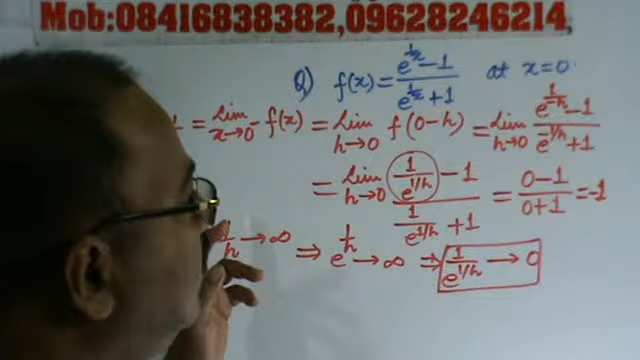 Mob:08416838382,09628246214,
Q) f(x) = (e^{1/x} - 1)/(e^{1/x} + 1) at x=0
= Lim_{x→0^-} f(x) = Lim_{h→0} f(0-h) = Lim_{h→0} (e^{1/-h} - 1)/(e^{-1/h} + 1)
= Lim_{h→0} (1/e^{1/h} - 1)/(1/e^{1/h} + 1) = (0-1)/(0+1) = -1
1/h → ∞ ⇒ e^{1/h} → ∞ ⇒ 1/e^{1/h} → 0